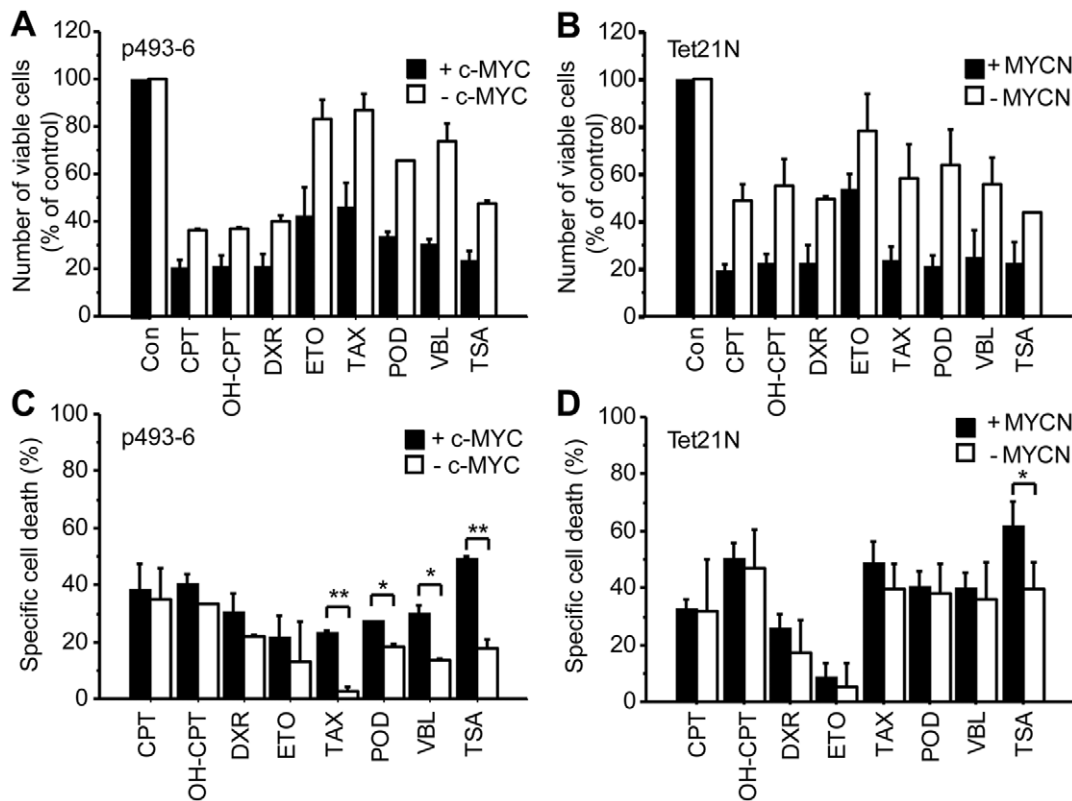 A
p493-6
+ c-MYC
- c-MYC
Number of viable cells
(% of control)
120
100
80
60
40
20
0
Con
CPT
OH-CPT
DXR
ETO
TAX
POD
VBL
TSA
B
Tet21N
+ MYCN
- MYCN
Number of viable cells
(% of control)
120
100
80
60
40
20
0
Con
CPT
OH-CPT
DXR
ETO
TAX
POD
VBL
TSA
C
p493-6
+ c-MYC
- c-MYC
Specific cell death (%)
100
80
60
40
20
0
**
*
*
**
CPT
OH-CPT
DXR
ETO
TAX
POD
VBL
TSA
D
Tet21N
+ MYCN
- MYCN
Specific cell death (%)
100
80
60
40
20
0
*
CPT
OH-CPT
DXR
ETO
TAX
POD
VBL
TSA